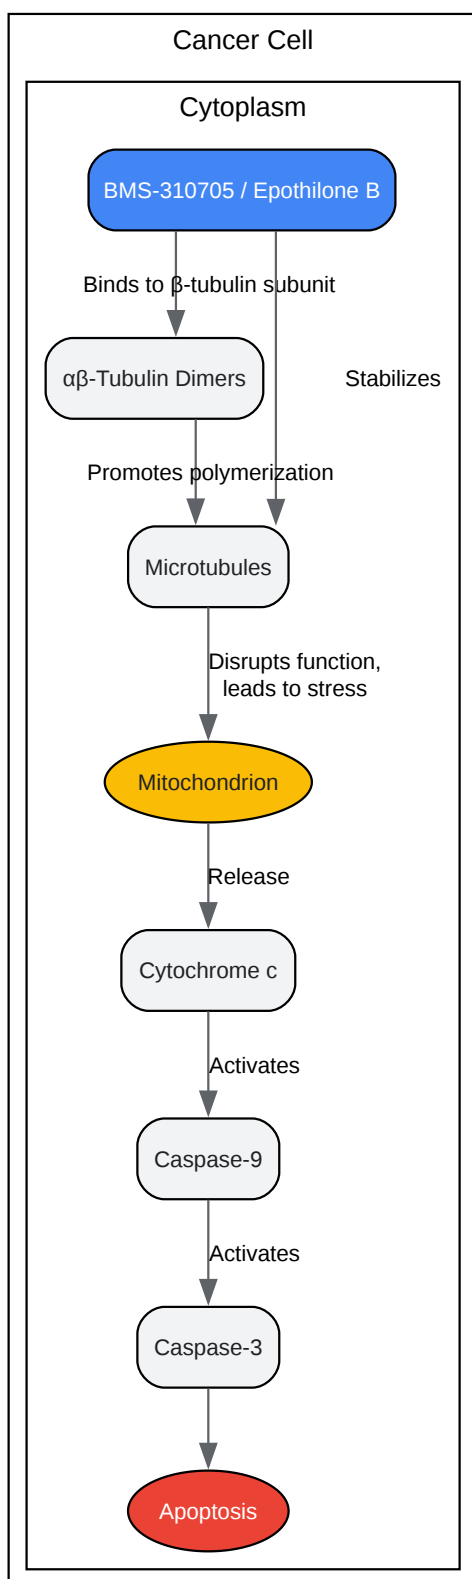 Cancer Cell
Cytoplasm
BMS-310705 / Epothilone B
Binds to β-tubulin subunit
αβ-Tubulin Dimers
Stabilizes
Promotes polymerization
Microtubules
Disrupts function,
leads to stress
Mitochondrion
Release
Cytochrome c
Activates
Caspase-9
Activates
Caspase-3
Apoptosis